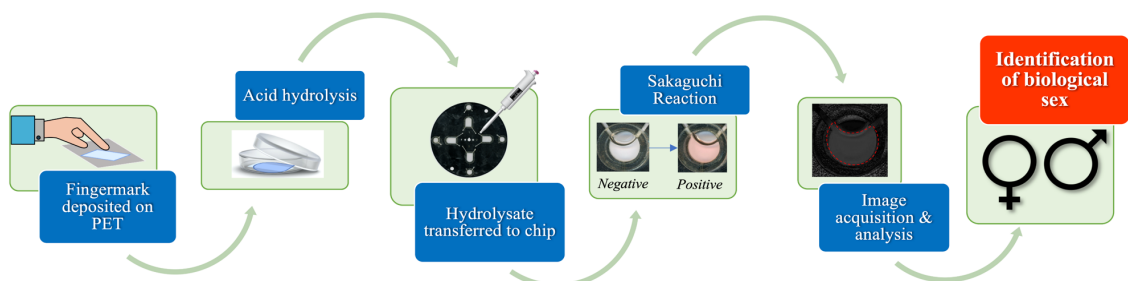 Fingermark
deposited on
PET
Acid hydrolysis
Hydrolysate
transferred to chip
Sakaguchi
Reaction
Negative
Positive
Image
acquisition &
analysis
Identification
of biological
sex